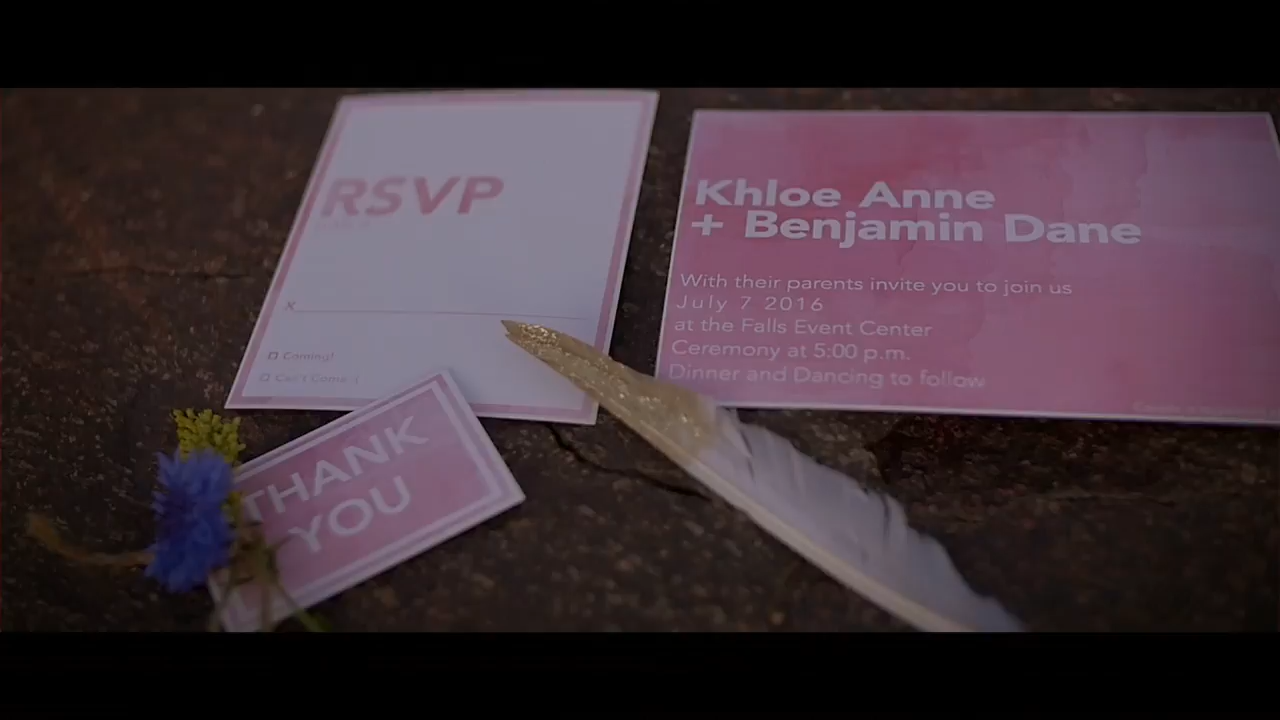 RSVP
x
Coming!
Can't Come :(
THANK
YOU
Khloe Anne
+ Benjamin Dane
With their parents invite you to join us
July 7 2016
at the Falls Event Center
Ceremony at 5:00 p.m.
Dinner and Dancing to follow